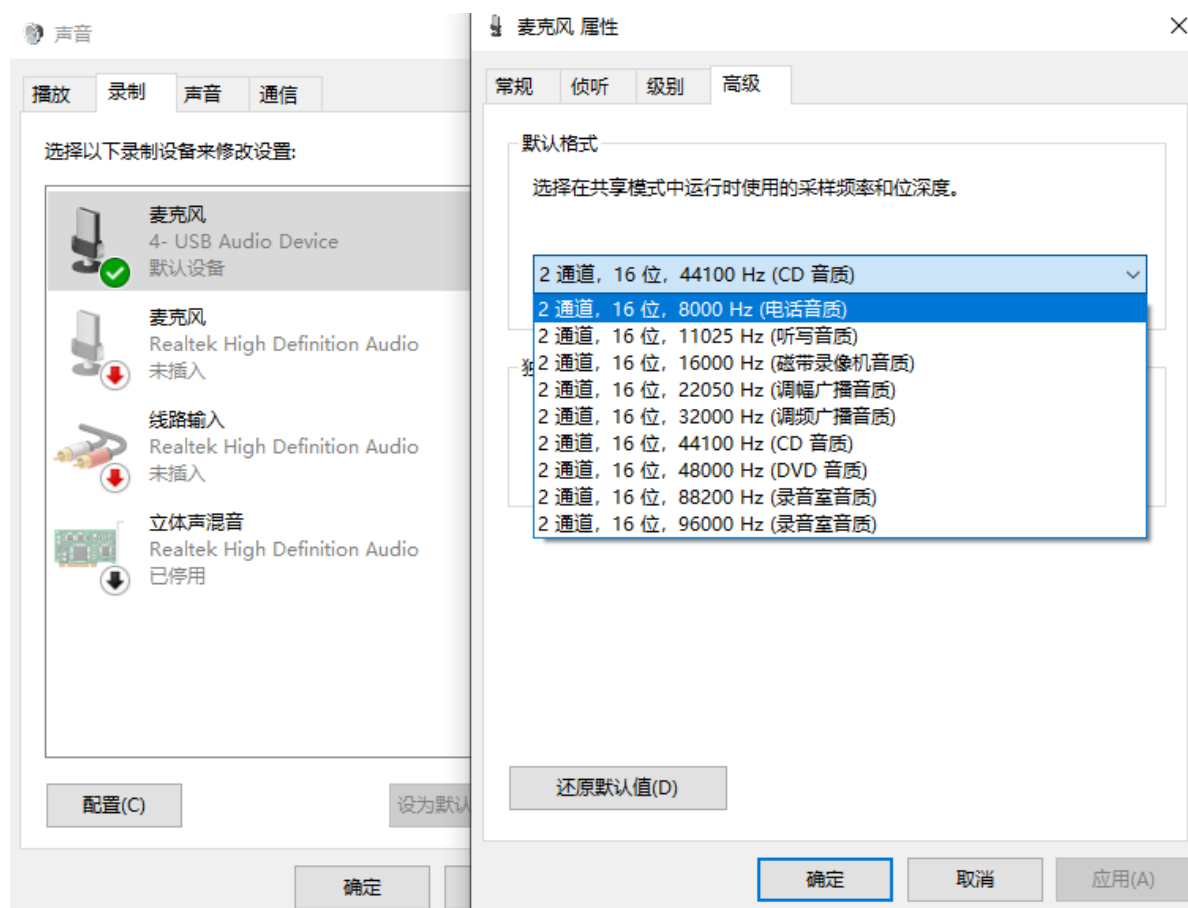 声音
播放 录制 声音 通信
选择以下录制设备来修改设置:
麦克风
4- USB Audio Device
默认设备
麦克风
Realtek High Definition Audio
未插入
线路输入
Realtek High Definition Audio
未插入
立体声混音
Realtek High Definition Audio
已停用
配置(C) 设为默认
确定
麦克风 属性
常规 侦听 级别 高级
默认格式
选择在共享模式中运行时使用的采样频率和位深度。
2 通道，16 位，44100 Hz (CD 音质)
2 通道，16 位，8000 Hz (电话音质)
2 通道，16 位，11025 Hz (听写音质)
独
2 通道，16 位，16000 Hz (磁带录像机音质)
2 通道，16 位，22050 Hz (调幅广播音质)
2 通道，16 位，32000 Hz (调频广播音质)
2 通道，16 位，44100 Hz (CD 音质)
2 通道，16 位，48000 Hz (DVD 音质)
2 通道，16 位，88200 Hz (录音室音质)
2 通道，16 位，96000 Hz (录音室音质)
还原默认值(D)
确定 取消 应用(A)